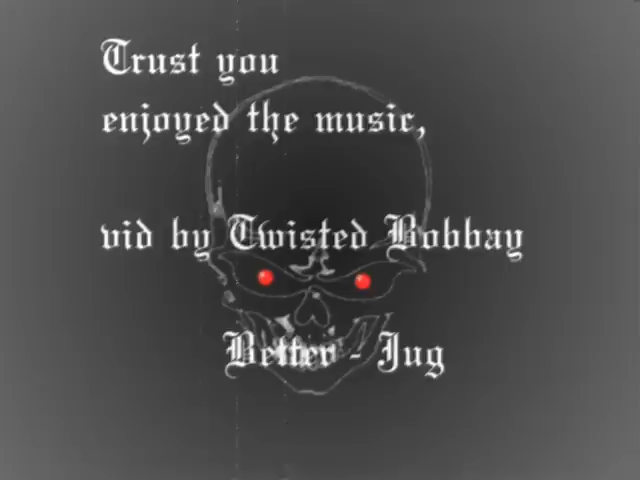 Trust you
enjoyed the music,
vid by Twisted Bobbay
Better - Jug